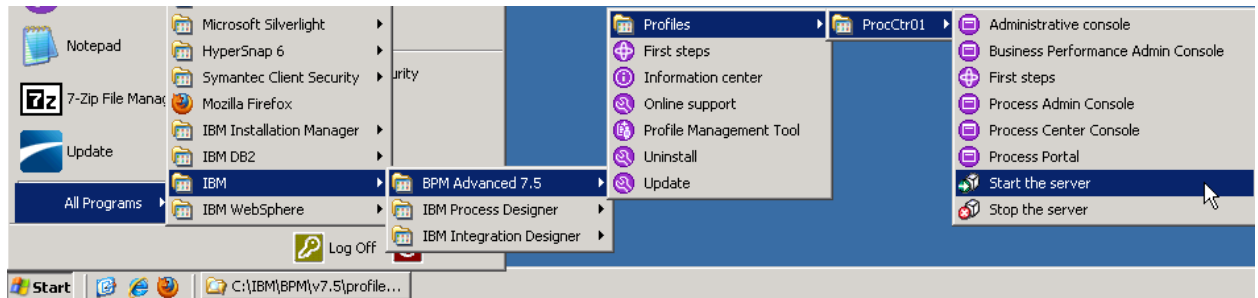 Notepad
7-Zip File Manag
Update
All Programs
Log Off
Microsoft Silverlight
HyperSnap 6
Symantec Client Security
urity
Mozilla Firefox
IBM Installation Manager
IBM DB2
IBM
IBM WebSphere
BPM Advanced 7.5
IBM Process Designer
IBM Integration Designer
Profiles
First steps
Information center
Online support
Profile Management Tool
Uninstall
Update
ProcCtr01
Administrative console
Business Performance Admin Console
First steps
Process Admin Console
Process Center Console
Process Portal
Start the server
Stop the server
Start
C:\IBM\BPM\v7.5\profile...